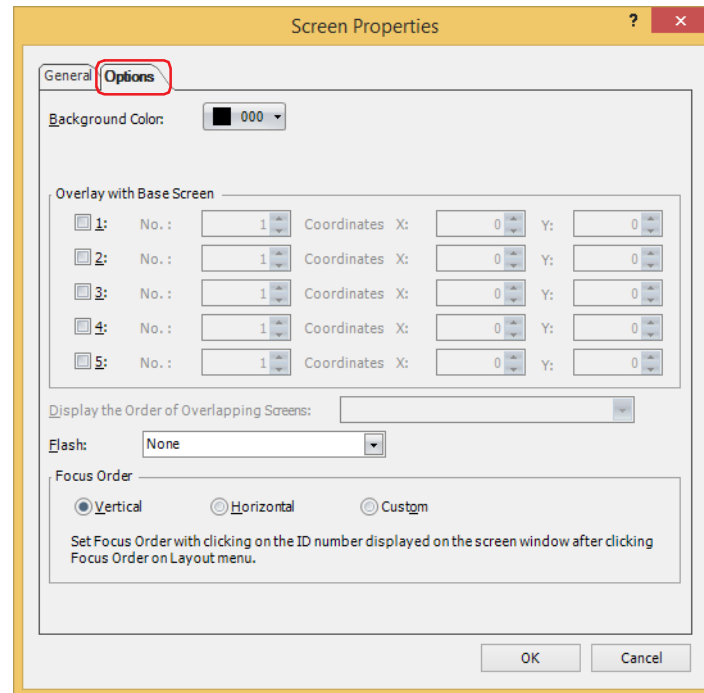 Screen Properties
?
×
General
Options
Background Color: 000
Overlay with Base Screen
1: No.: 1 Coordinates X: 0 Y: 0
2: No.: 1 Coordinates X: 0 Y: 0
3: No.: 1 Coordinates X: 0 Y: 0
4: No.: 1 Coordinates X: 0 Y: 0
5: No.: 1 Coordinates X: 0 Y: 0
Display the Order of Overlapping Screens:
Flash: None
Focus Order
Vertical Horizontal Custom
Set Focus Order with clicking on the ID number displayed on the screen window after clicking
Focus Order on Layout menu.
OK Cancel